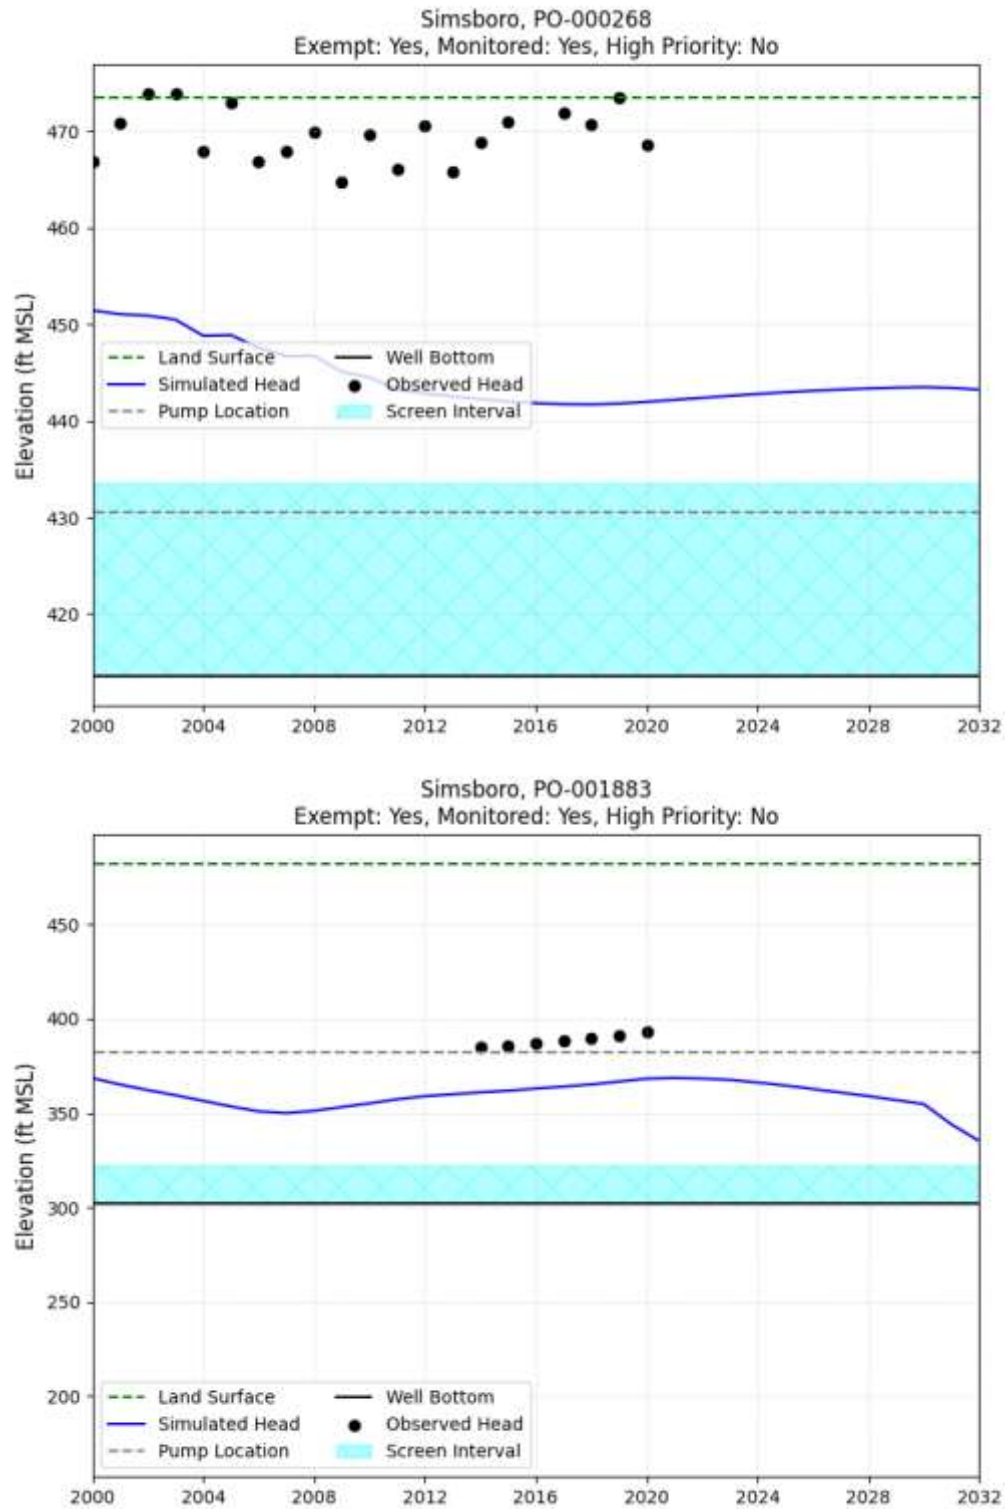 Simsboro, PO-000268
Exempt: Yes, Monitored: Yes, High Priority: No
Elevation (ft MSL)
470
460
450
440
430
420
Land Surface
Simulated Head
Pump Location
Well Bottom
Observed Head
Screen Interval
2000 2004 2008 2012 2016 2020 2024 2028 2032
Simsboro, PO-001883
Exempt: Yes, Monitored: Yes, High Priority: No
Elevation (ft MSL)
450
400
350
300
250
200
Land Surface
Simulated Head
Pump Location
Well Bottom
Observed Head
Screen Interval
2000 2004 2008 2012 2016 2020 2024 2028 2032